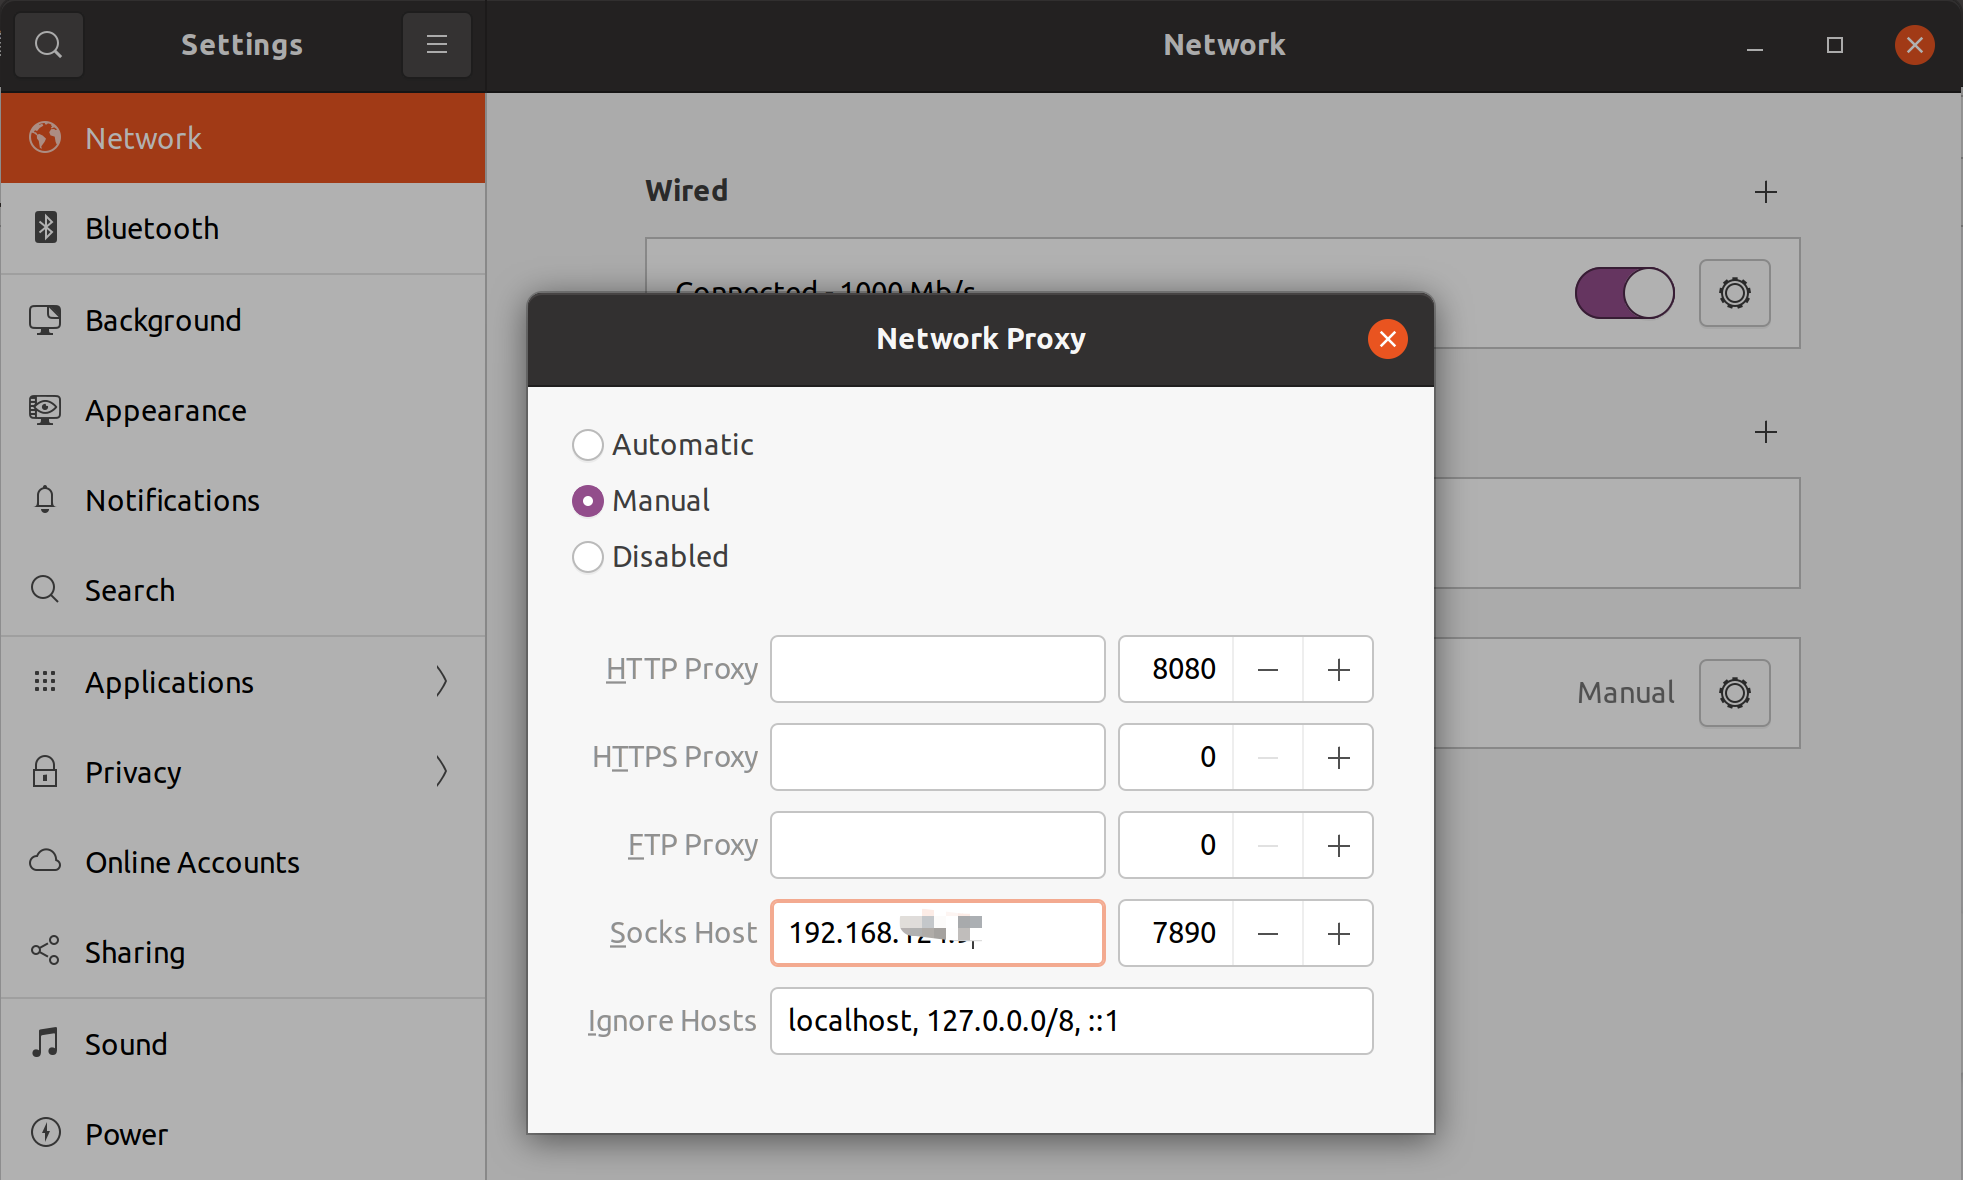 Settings
Network
Network
Bluetooth
Background
Appearance
Notifications
Search
Applications
Privacy
Online Accounts
Sharing
Sound
Power
Wired
Connected - 1000 Mb/s
Manual
Network Proxy
Automatic
Manual
Disabled
HTTP Proxy 8080
HTTPS Proxy 0
FTP Proxy 0
Socks Host 192.168. 7890
Ignore Hosts localhost, 127.0.0.0/8, ::1